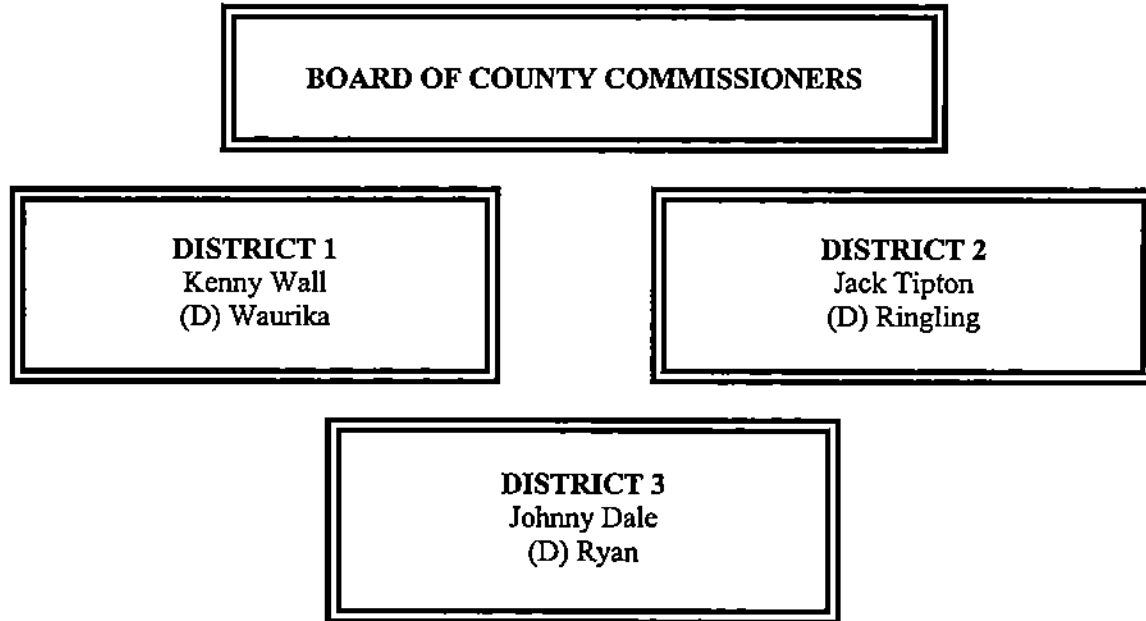 BOARD OF COUNTY COMMISSIONERS
DISTRICT 1
Kenny Wall
(D) Waurika
DISTRICT 2
Jack Tipton
(D) Ringling
DISTRICT 3
Johnny Dale
(D) Ryan